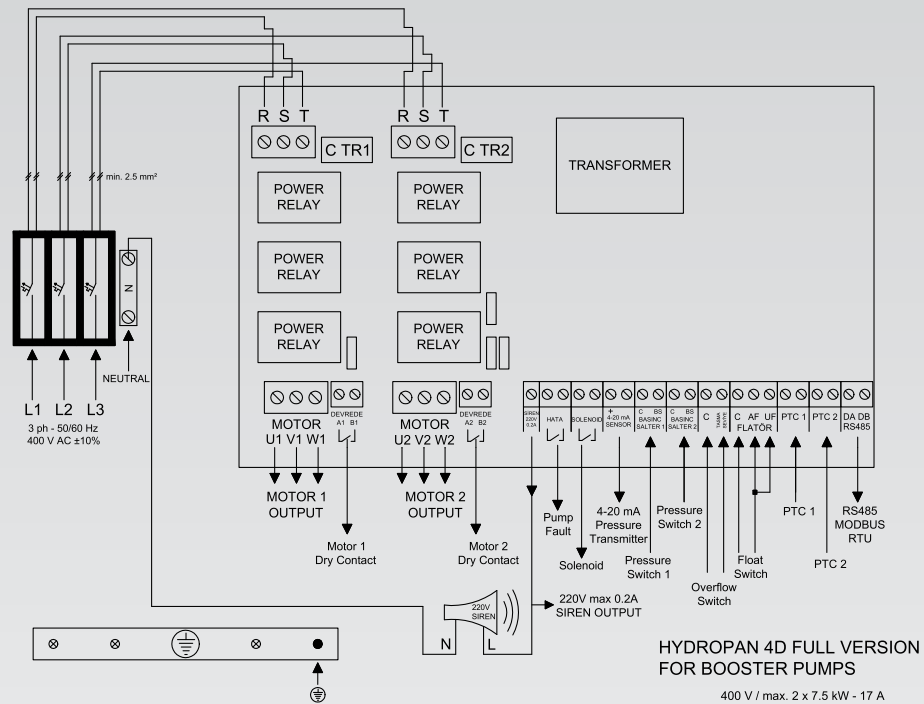 R S T
R S T
C TR1
C TR2
TRANSFORMER
min. 2.5 mm²
POWER
RELAY
POWER
RELAY
POWER
RELAY
POWER
RELAY
POWER
RELAY
POWER
RELAY
N
NEUTRAL
L1 L2 L3
3 ph - 50/60 Hz
400 V AC ±10%
MOTOR
U1 V1 W1
DEVREDE
A1 B1
MOTOR
U2 V2 W2
DEVREDE
A2 B2
SIREN
220V
0.2A
HATA
SOLENOID
+
4-20 mA
SENSOR
C BS
BASINC
SALTER 1
C BS
BASINC
SALTER 2
C
TASMA
SEVIYE
C AF UF
FLATÖR
PTC 1
PTC 2
DA DB
RS485
MOTOR 1
OUTPUT
MOTOR 2
OUTPUT
Motor 1
Dry Contact
Motor 2
Dry Contact
Pump
Fault
Solenoid
4-20 mA
Pressure
Transmitter
Pressure
Switch 1
Pressure
Switch 2
Overflow
Switch
Float
Switch
PTC 1
PTC 2
RS485
MODBUS
RTU
220V
SIREN
N L
220V max 0.2A
SIREN OUTPUT
HYDROPAN 4D FULL VERSION
FOR BOOSTER PUMPS
400 V / max. 2 x 7.5 kW - 17 A